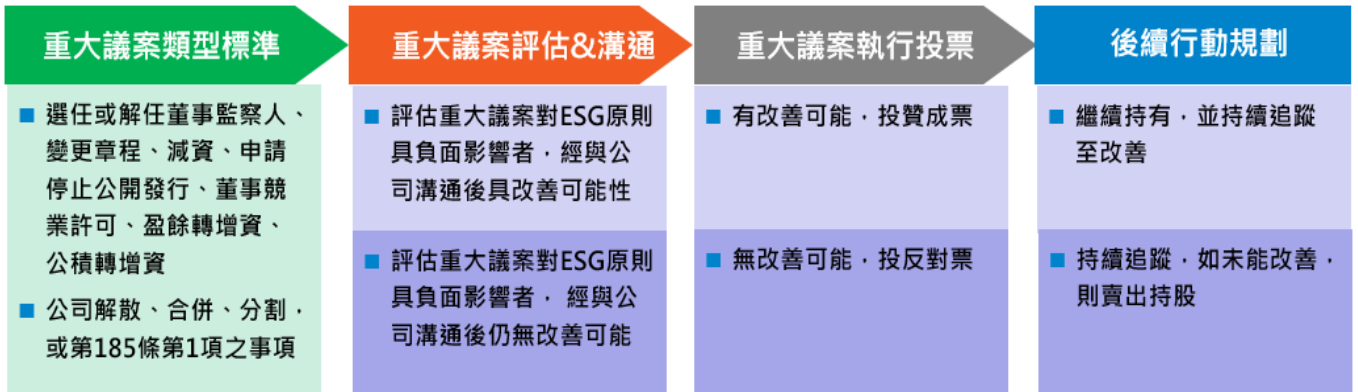 重大議案類型標準
重大議案評估&溝通
重大議案執行投票
後續行動規劃
■ 選任或解任董事監察人、
變更章程、減資、申請
停止公開發行、董事競
業許可、盈餘轉增資、
公積轉增資
■ 公司解散、合併、分割，
或第185條第1項之事項
■ 評估重大議案對ESG原則
具負面影響者，經與公
司溝通後具改善可能性
■ 評估重大議案對ESG原則
具負面影響者， 經與公
司溝通後仍無改善可能
■ 有改善可能，投贊成票
■ 無改善可能，投反對票
■ 繼續持有，並持續追蹤
至改善
■ 持續追蹤，如未能改善，
則賣出持股